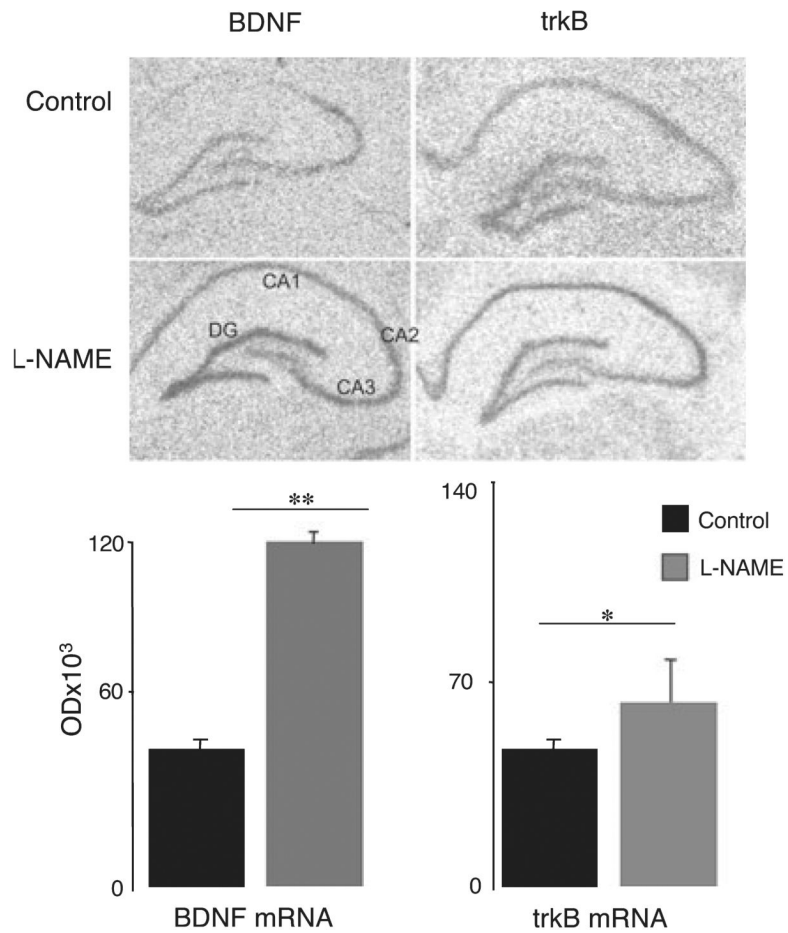 BDNF trkB
Control
L-NAME
CA1
DG
CA2
CA3
**
120
60
0
ODx10³
BDNF mRNA
140
70
0
Control
L-NAME
*
trkB mRNA